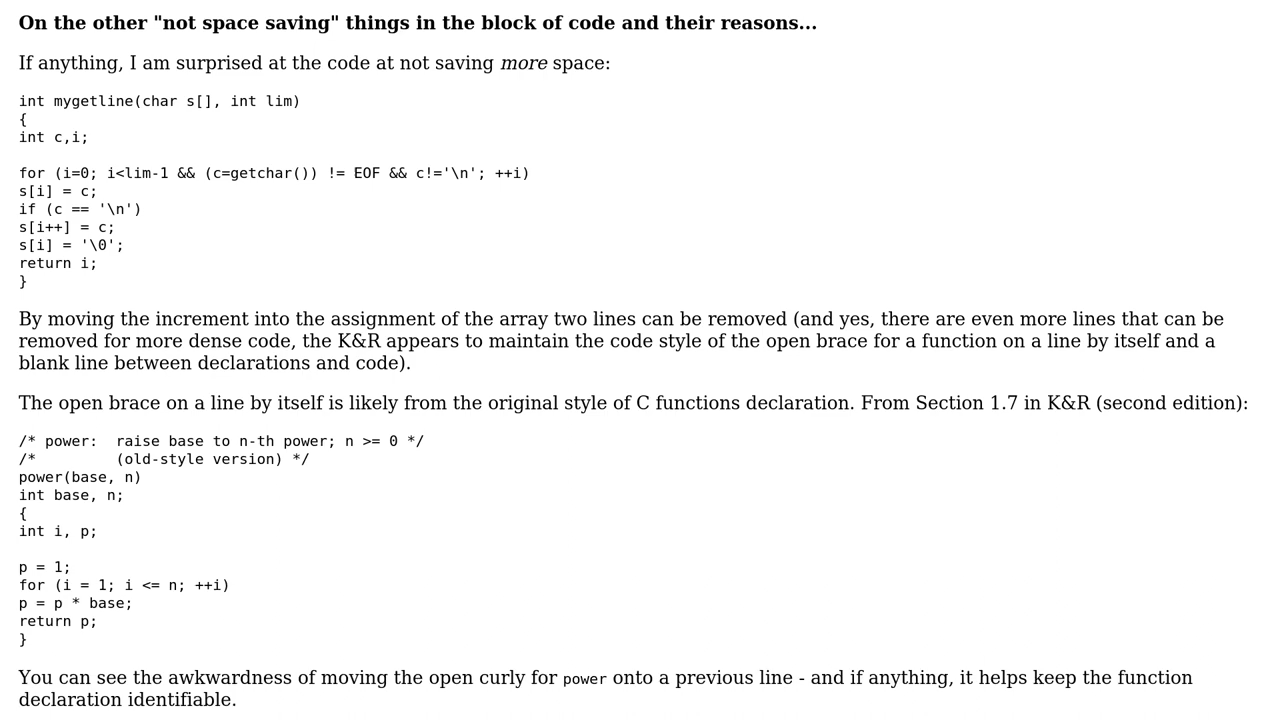 On the other "not space saving" things in the block of code and their reasons...
If anything, I am surprised at the code at not saving more space:
int mygetline(char s[], int lim)
{
int c,i;
for (i=0; i<lim-1 && (c=getchar()) != EOF && c!='\n'; ++i)
s[i] = c;
if (c == '\n')
s[i++] = c;
s[i] = '\0';
return i;
}
By moving the increment into the assignment of the array two lines can be removed (and yes, there are even more lines that can be
removed for more dense code, the K&R appears to maintain the code style of the open brace for a function on a line by itself and a
blank line between declarations and code).
The open brace on a line by itself is likely from the original style of C functions declaration. From Section 1.7 in K&R (second edition):
/* power:  raise base to n-th power; n >= 0 */
/*         (old-style version) */
power(base, n)
int base, n;
{
int i, p;
p = 1;
for (i = 1; i <= n; ++i)
p = p * base;
return p;
}
You can see the awkwardness of moving the open curly for power onto a previous line - and if anything, it helps keep the function
declaration identifiable.